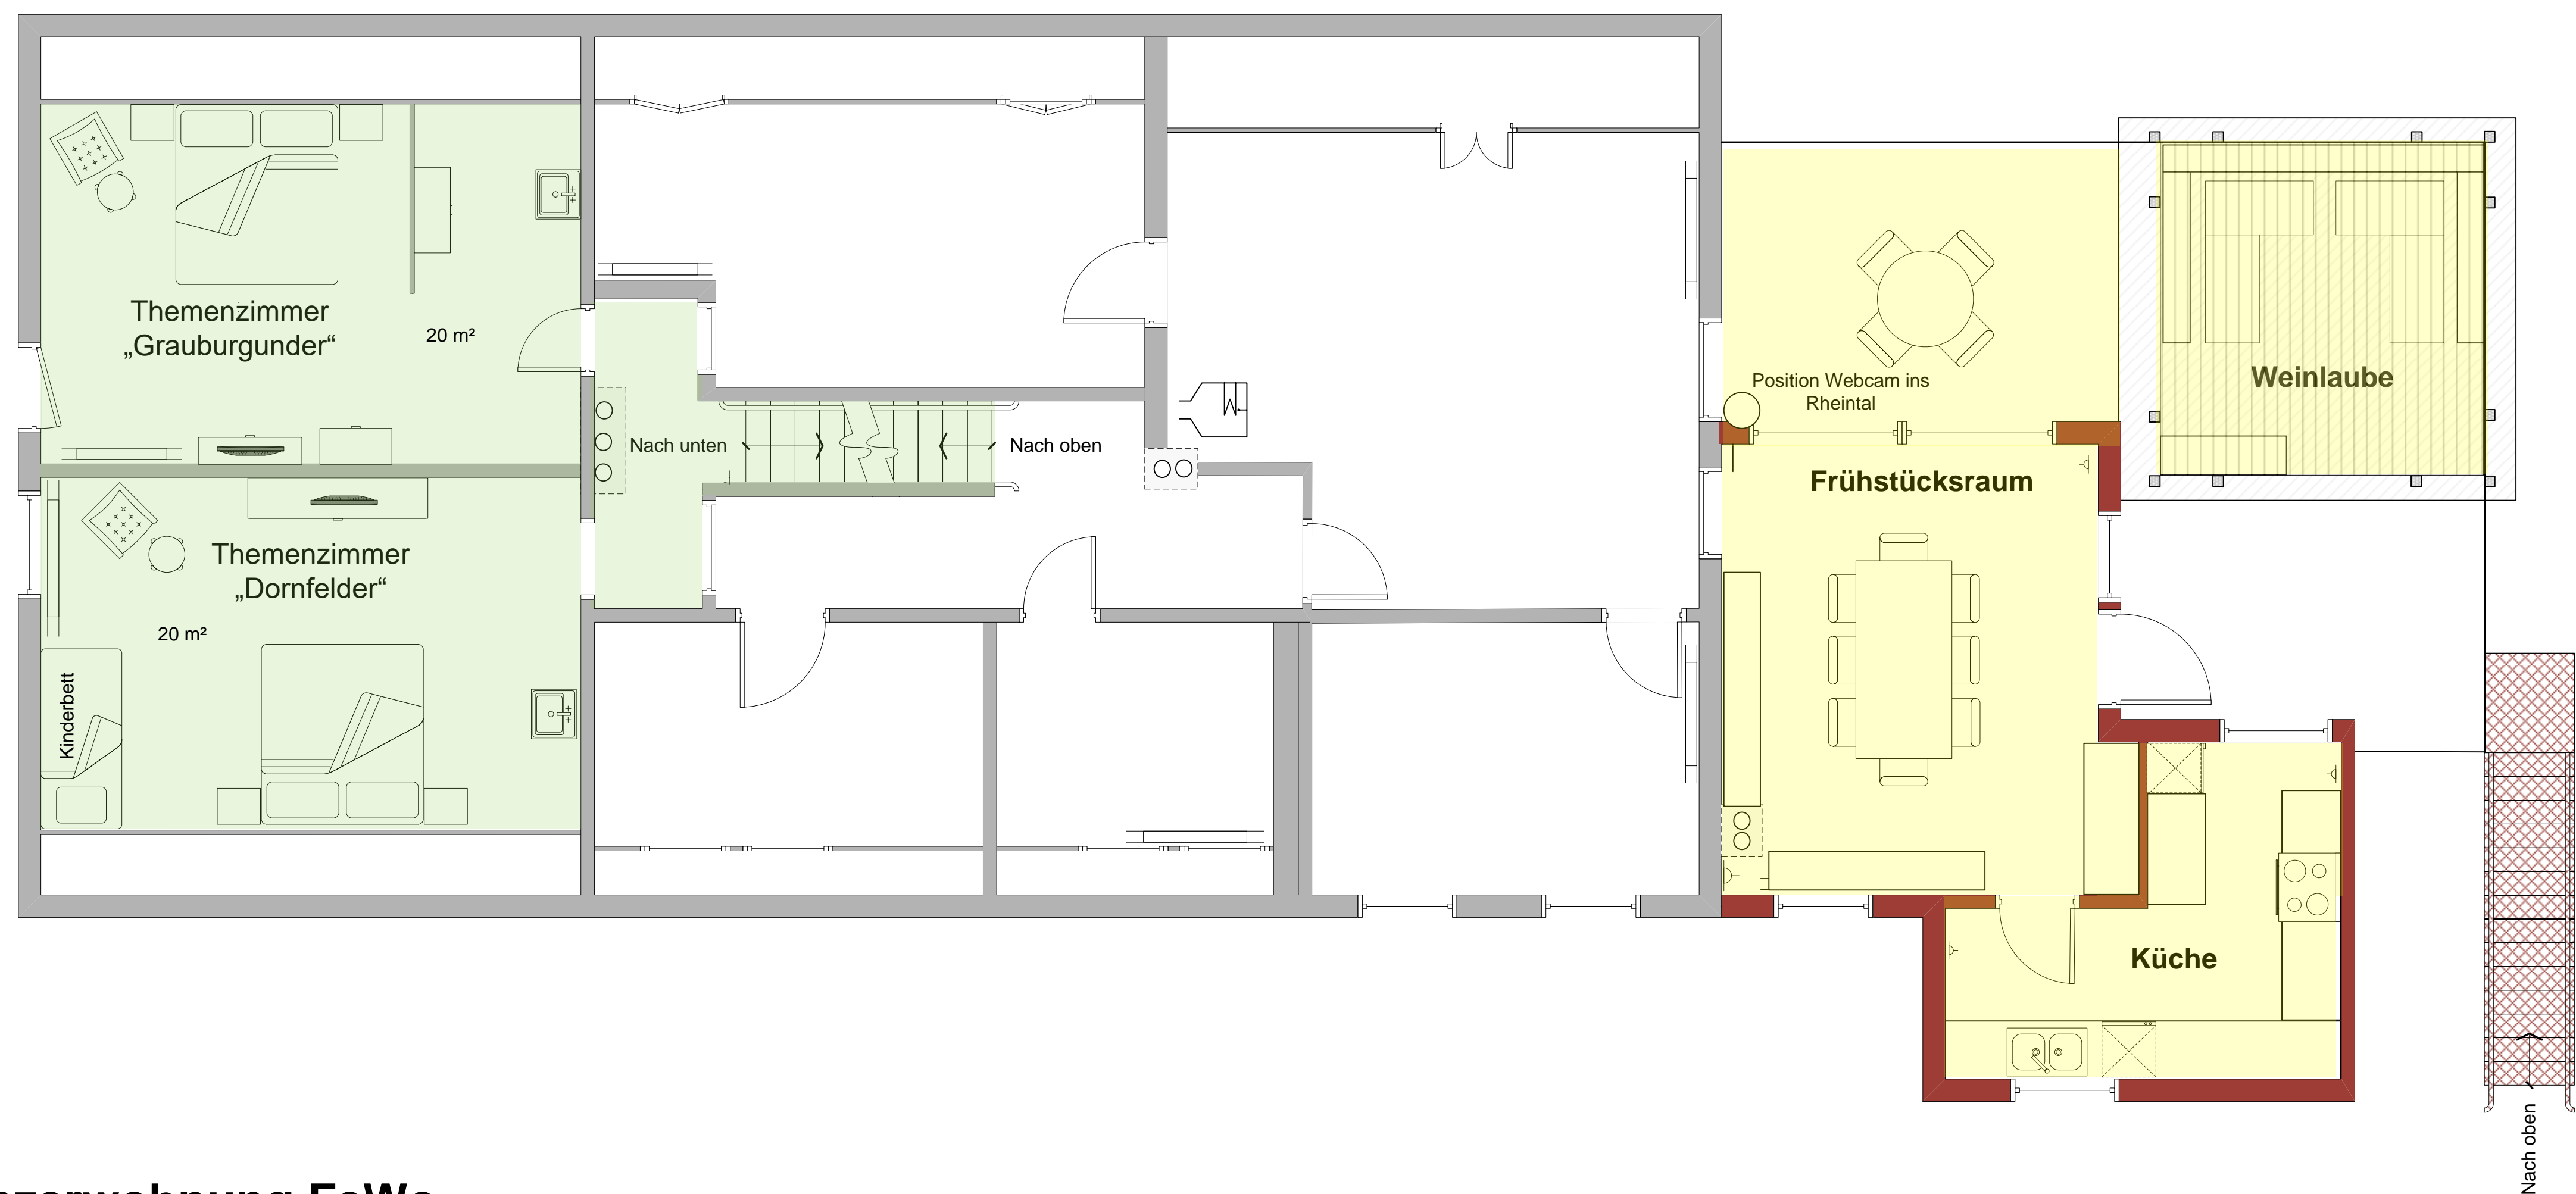 Themenzimmer
„Grauburgunder“
20 m²
Nach unten
Nach oben
Position Webcam ins
Rheintal
Weinlaube
Frühstücksraum
Themenzimmer
„Dornfelder“
20 m²
Kinderbett
Küche
Nach oben